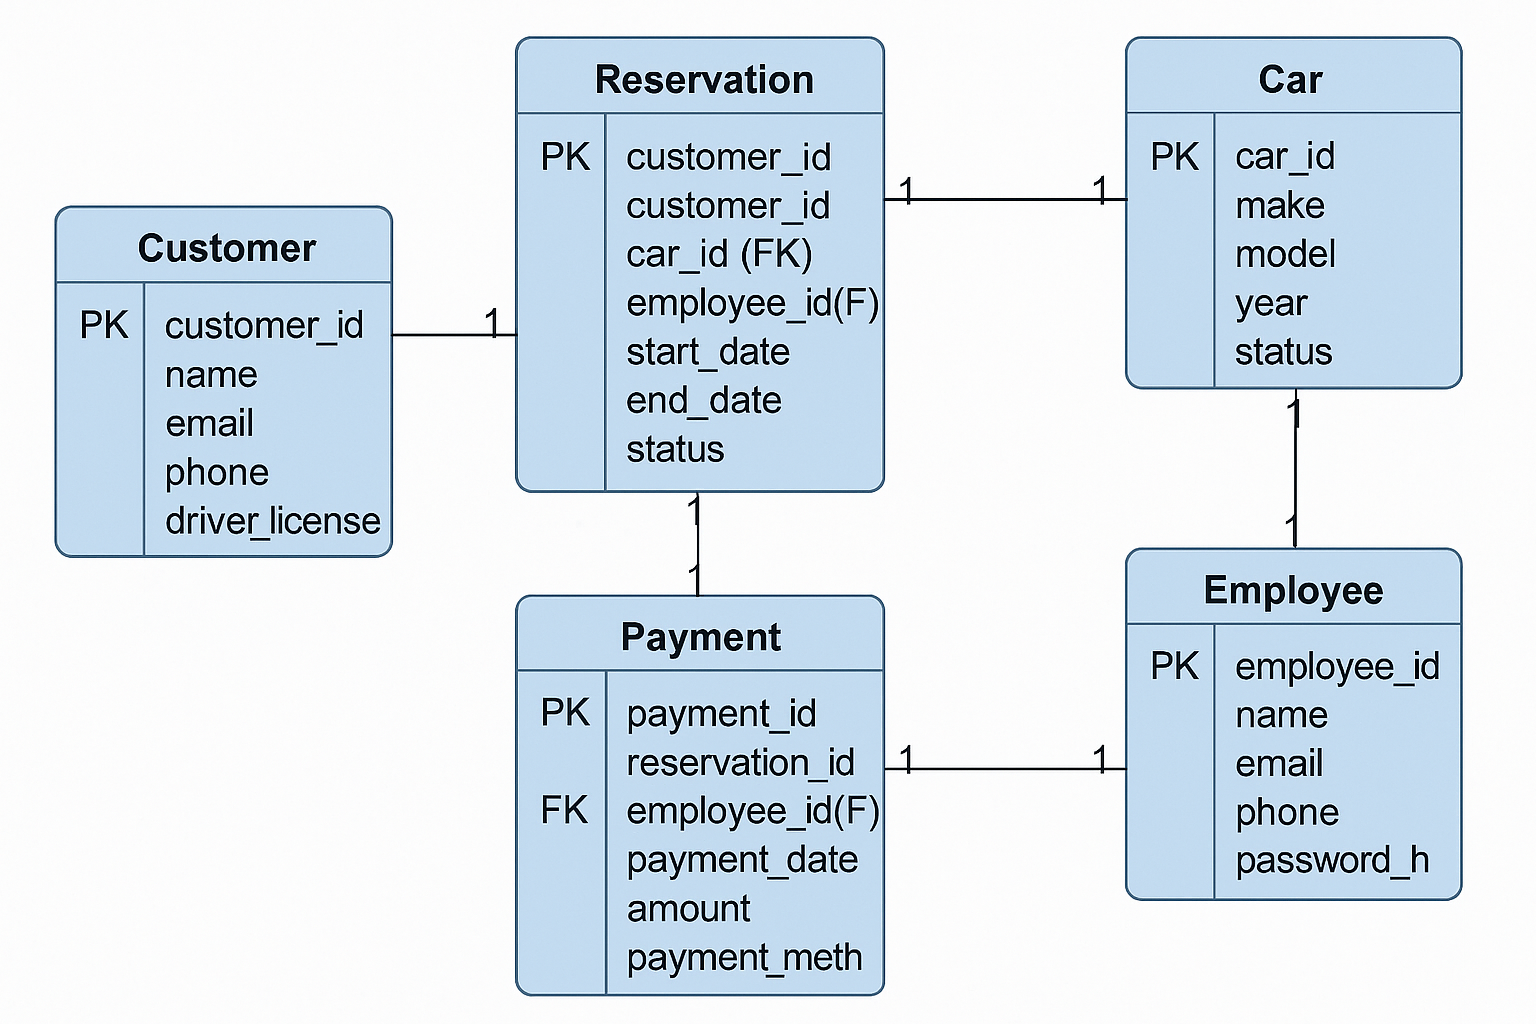 Customer
PK customer_id
name
email
phone
driver_license
1
Reservation
PK customer_id
customer_id
car_id (FK)
employee_id(F)
start_date
end_date
status
1 1
Car
PK car_id
make
model
year
status
1
1
1
1
Payment
PK payment_id
reservation_id
FK employee_id(F)
payment_date
amount
payment_meth
1 1
Employee
PK employee_id
name
email
phone
password_h